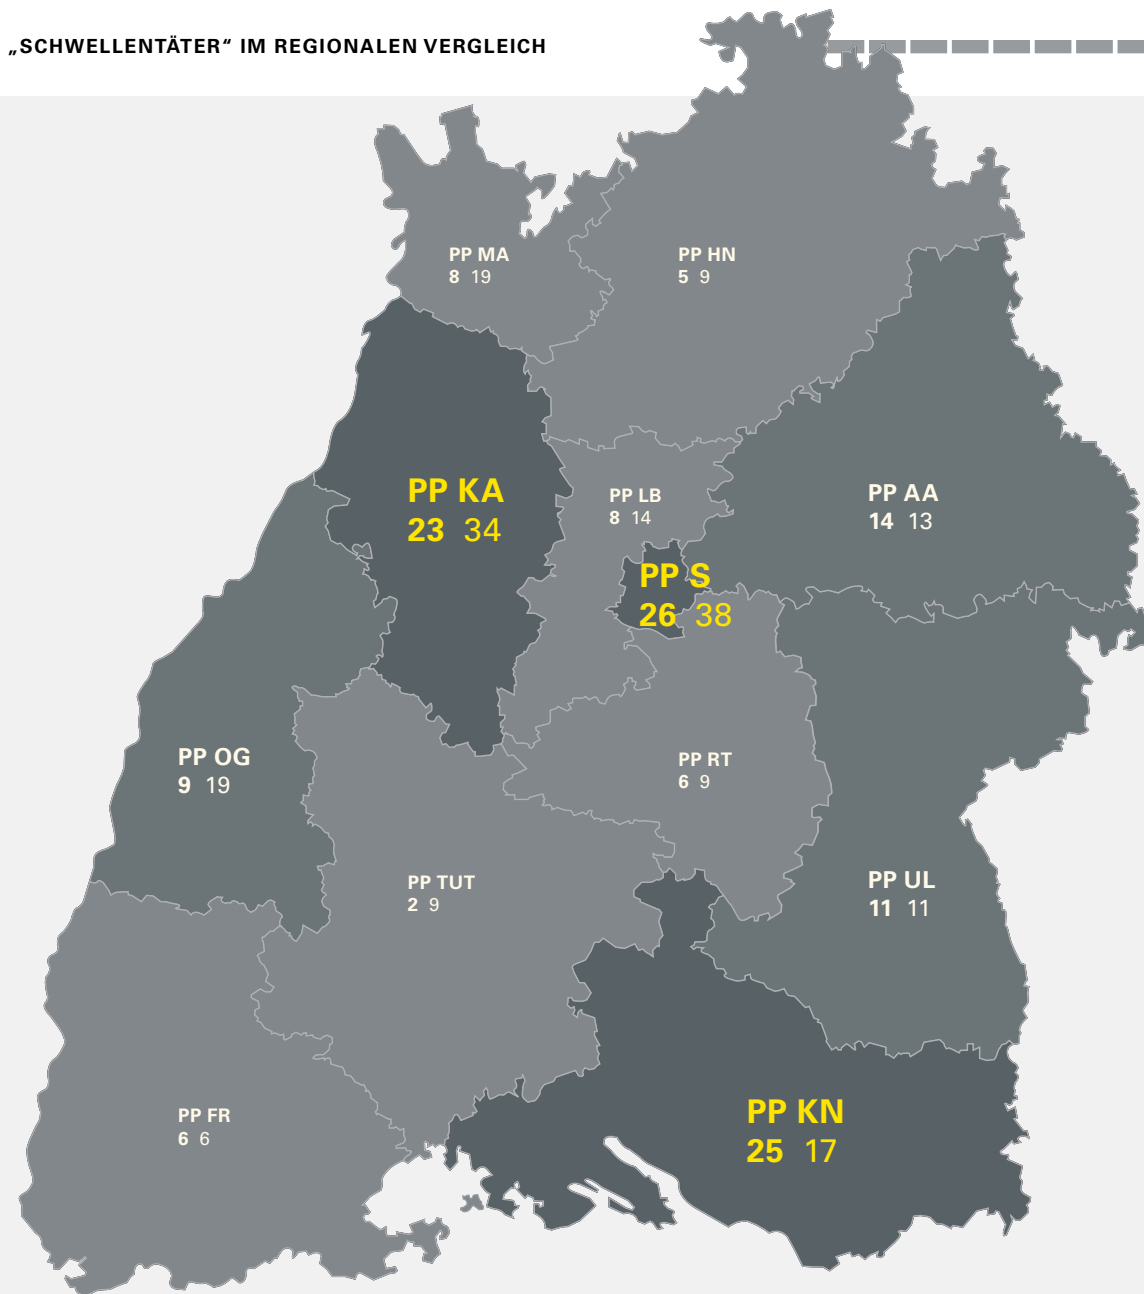 „SCHWELLENTÄTER“ IM REGIONALEN VERGLEICH
PP MA
8 19
PP HN
5 9
PP KA
23 34
PP LB
8 14
PP AA
14 13
PP S
26 38
PP OG
9 19
PP RT
6 9
PP TUT
2 9
PP UL
11 11
PP FR
6 6
PP KN
25 17